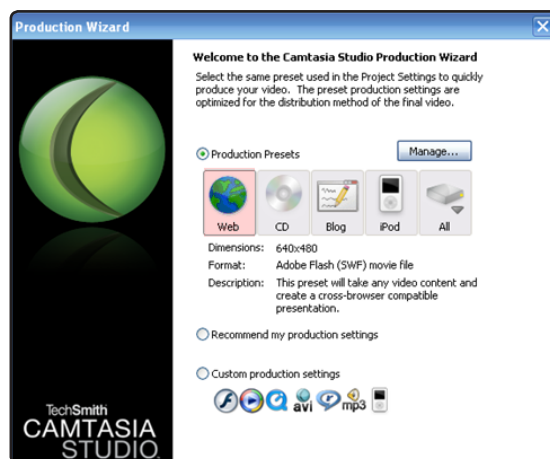 Production Wizard
Welcome to the Camtasia Studio Production Wizard
Select the same preset used in the Project Settings to quickly
produce your video. The preset production settings are
optimized for the distribution method of the final video.
Production Presets
Manage...
Web CD Blog iPod All
Dimensions: 640x480
Format: Adobe Flash (SWF) movie file
Description: This preset will take any video content and
create a cross-browser compatible
presentation.
Recommend my production settings
Custom production settings
avi mp3
TechSmith
CAMTASIA
STUDIO